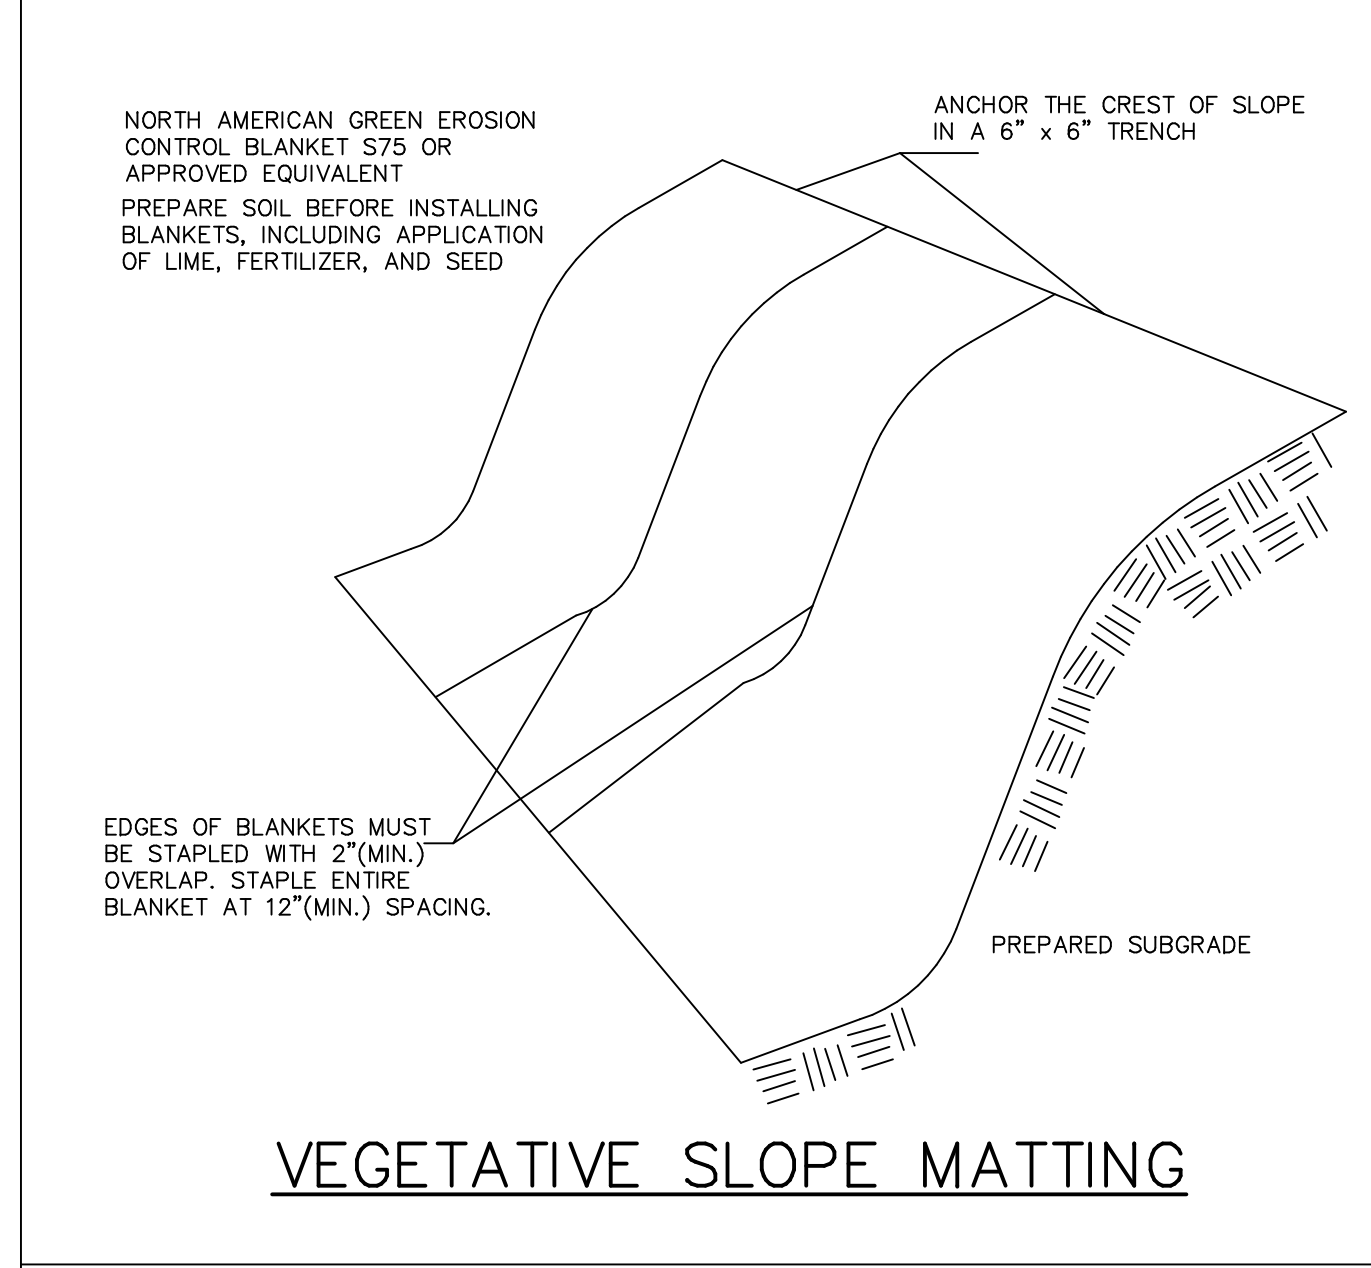 NORTH AMERICAN GREEN EROSION
CONTROL BLANKET S75 OR
APPROVED EQUIVALENT
PREPARE SOIL BEFORE INSTALLING
BLANKETS, INCLUDING APPLICATION
OF LIME, FERTILIZER, AND SEED
ANCHOR THE CREST OF SLOPE
IN A 6” x 6” TRENCH
EDGES OF BLANKETS MUST
BE STAPLED WITH 2”(MIN.)
OVERLAP. STAPLE ENTIRE
BLANKET AT 12”(MIN.) SPACING.
PREPARED SUBGRADE
VEGETATIVE SLOPE MATTING